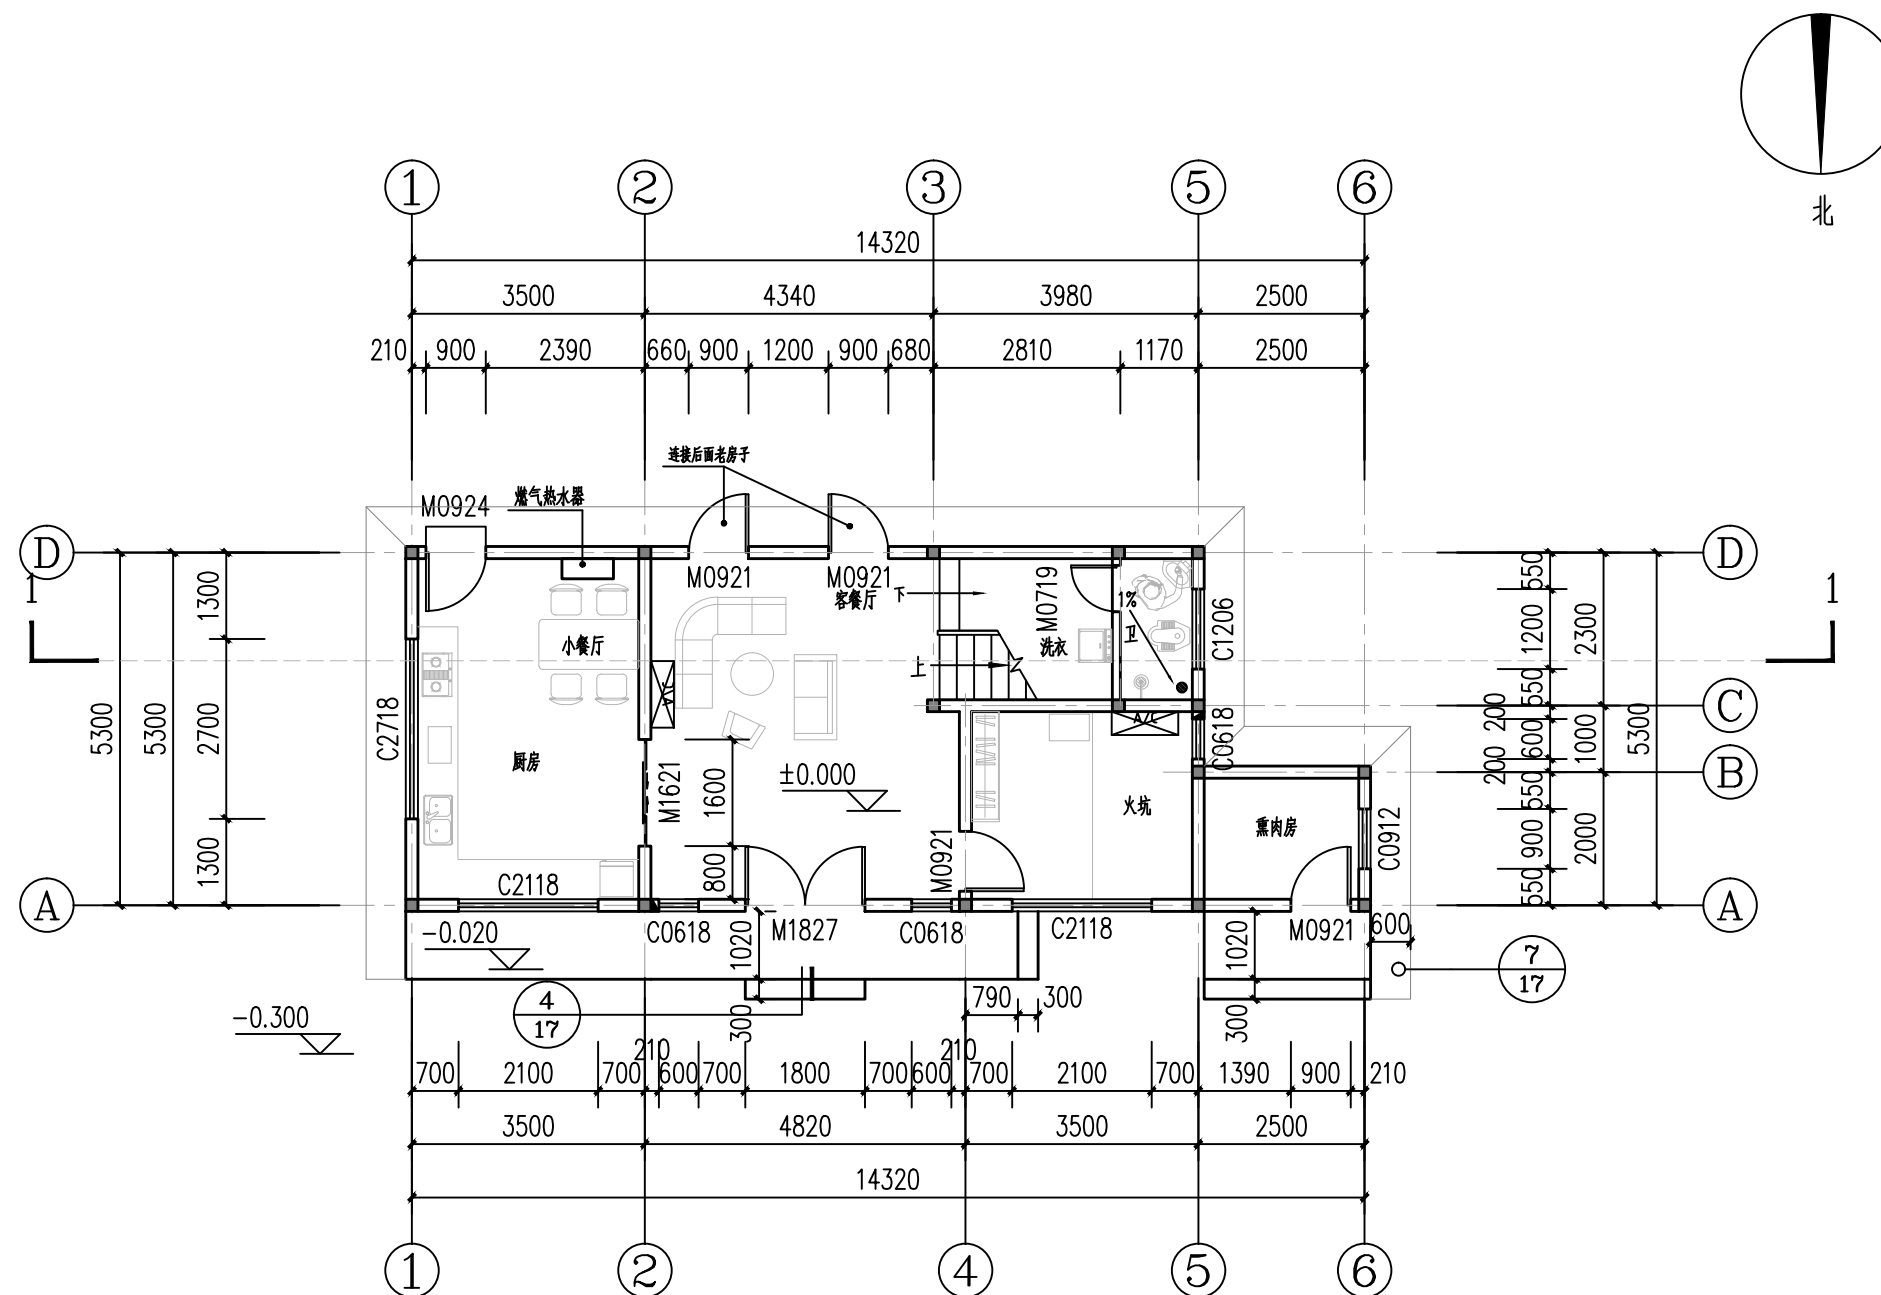 北
1 2 3 5 6
14320
3500 4340 3980 2500
210 900 2390 660 900 1200 900 680 2810 1170 2500
连接后面老房子
M0924 燃气热水器
D D
1 1
M0921 M0921 M0719 C1206
客餐厅 下
1%
卫
小餐厅 洗衣
上
A/C
A/C
C2718
厨房
M1621
1600
800
±0.000
C0618
火坑
熏肉房
C0912
M0921
C
B
A A
5300 5300
1300 2700 1300
550 1200 550 200 600 200 550 900 550
2300 1000 2000
5300
C2118
-0.020
C0618 M1827 C0618 C2118 M0921 600
1020 1020
300 300
790 300
4
17
7
17
-0.300
210 210
700 2100 700 600 700 1800 700 600 700 2100 700 1390 900 210
3500 4820 3500 2500
14320
1 2 4 5 6